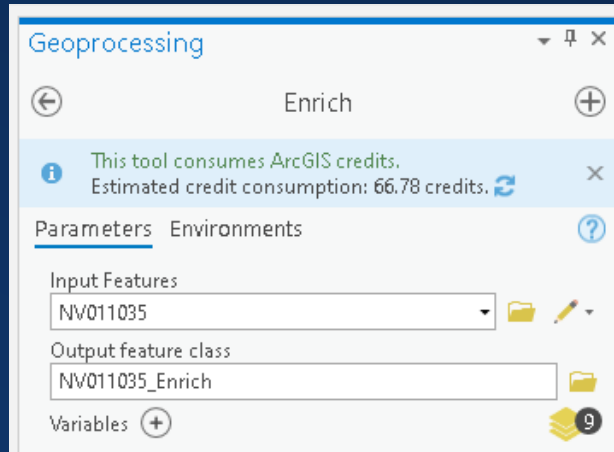 Geoprocessing
Enrich
This tool consumes ArcGIS credits.
Estimated credit consumption: 66.78 credits.
Parameters Environments
Input Features
NV011035
Output feature class
NV011035_Enrich
Variables
9